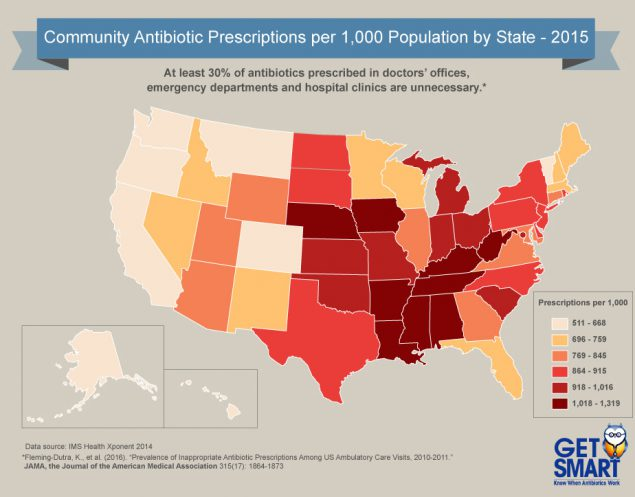 Community Antibiotic Prescriptions per 1,000 Population by State - 2015
At least 30% of antibiotics prescribed in doctors' offices,
emergency departments and hospital clinics are unnecessary.*
Prescriptions per 1,000
511 - 668
696 - 759
769 - 845
864 - 915
918 - 1,016
1,018 - 1,319
Data source: IMS Health Xponent 2014
*Fleming-Dutra, K., et al. (2016). "Prevalence of Inappropriate Antibiotic Prescriptions Among US Ambulatory Care Visits, 2010-2011."
JAMA, the Journal of the American Medical Association 315(17): 1864-1873
GET
SMART
Know When Antibiotics Work